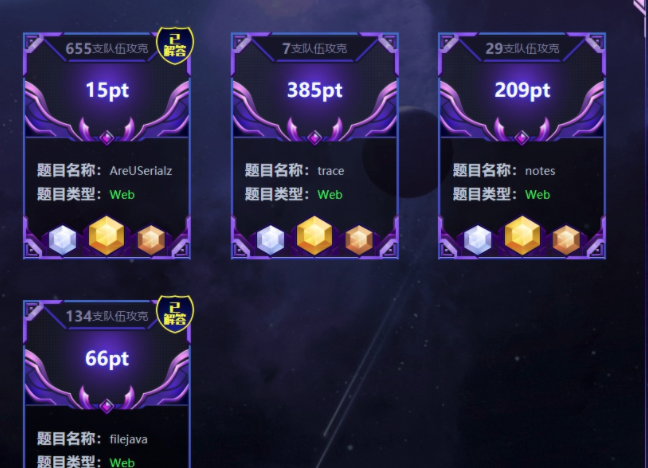 655支队伍攻克
已
解答
15pt
题目名称：AreUSerialz
题目类型：Web
7支队伍攻克
385pt
题目名称：trace
题目类型：Web
29支队伍攻克
209pt
题目名称：notes
题目类型：Web
134支队伍攻克
已
解答
66pt
题目名称：filejava
题目类型：Web